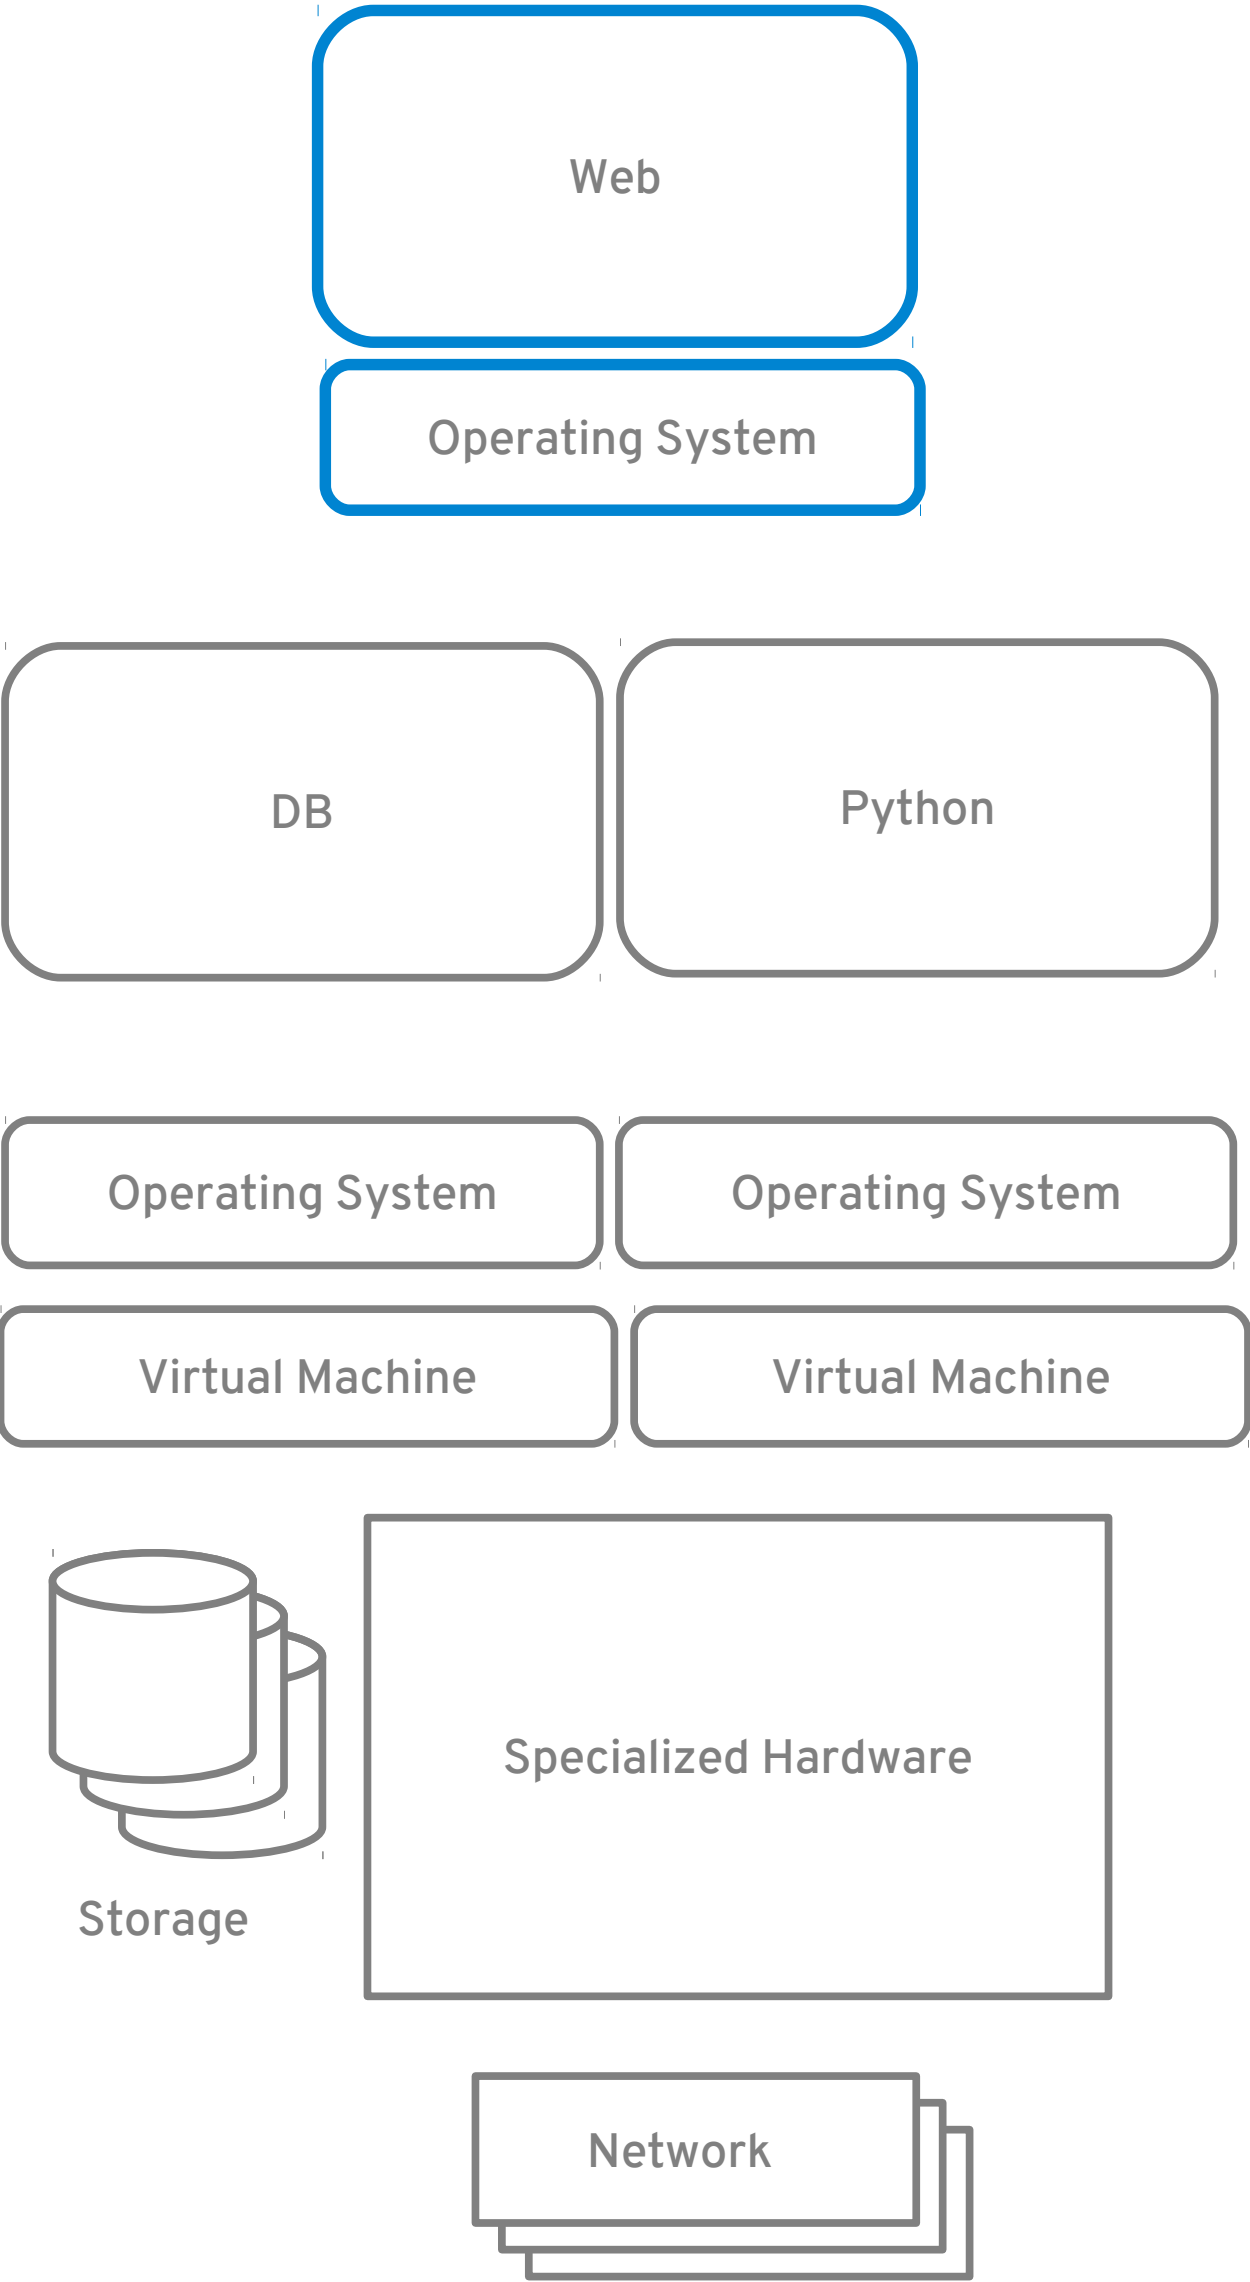 Web
Operating System
DB
Python
Operating System
Operating System
Virtual Machine
Virtual Machine
Specialized Hardware
Storage
Network